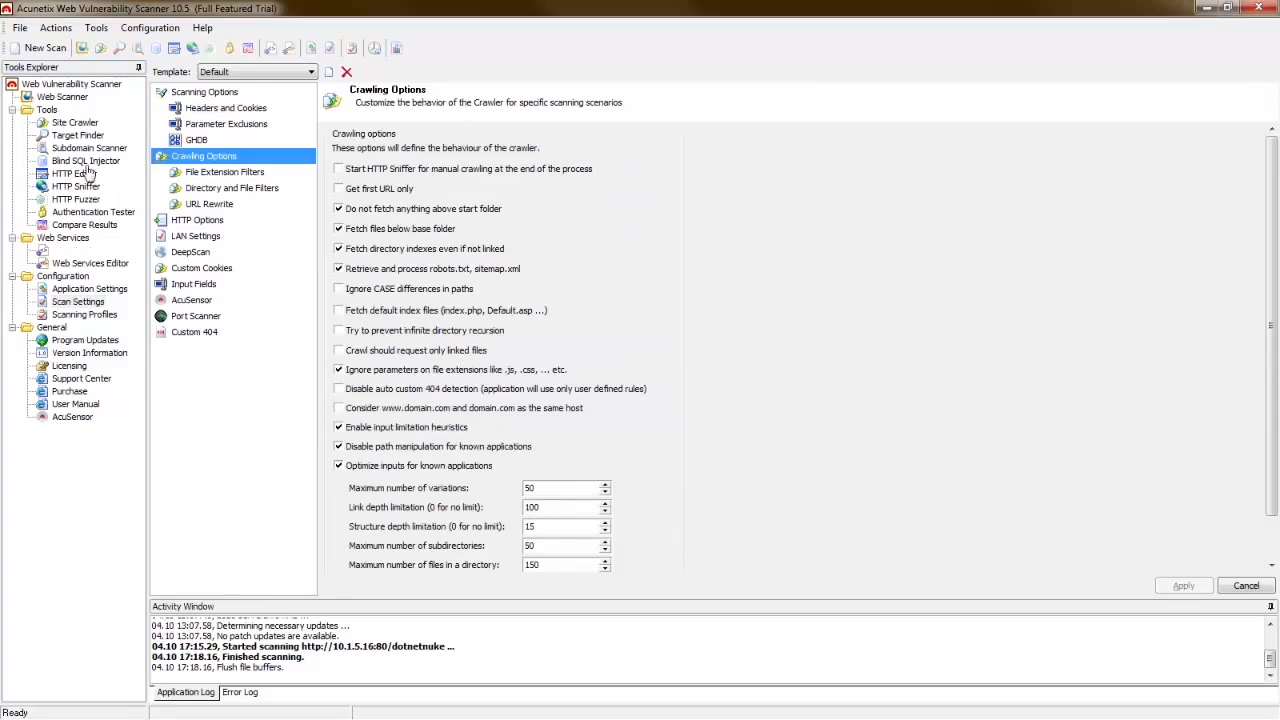 Acunetix Web Vulnerability Scanner 10.5 (Full Featured Trial)
File Actions Tools Configuration Help
New Scan
Tools Explorer
Web Vulnerability Scanner
Web Scanner
Tools
Site Crawler
Target Finder
Subdomain Scanner
Blind SQL Injector
HTTP
HTTP Sniffer
HTTP Fuzzer
Authentication Tester
Compare Results
Web Services
Web Services Editor
Configuration
Application Settings
Scan Settings
Scanning Profiles
General
Program Updates
Version Information
Licensing
Support Center
Purchase
User Manual
AcuSensor
Template: Default
Scanning Options
Headers and Cookies
Parameter Exclusions
GHDB
Crawling Options
File Extension Filters
Directory and File Filters
URL Rewrite
HTTP Options
LAN Settings
DeepScan
Custom Cookies
Input Fields
AcuSensor
Port Scanner
Custom 404
Crawling Options
Customize the behavior of the Crawler for specific scanning scenarios
Crawling options
These options will define the behaviour of the crawler.
Start HTTP Sniffer for manual crawling at the end of the process
Get first URL only
Do not fetch anything above start folder
Fetch files below base folder
Fetch directory indexes even if not linked
Retrieve and process robots.txt, sitemap.xml
Ignore CASE differences in paths
Fetch default index files (index.php, Default.asp ...)
Try to prevent infinite directory recursion
Crawl should request only linked files
Ignore parameters on file extensions like .js, .css, ... etc.
Disable auto custom 404 detection (application will use only user defined rules)
Consider www.domain.com and domain.com as the same host
Enable input limitation heuristics
Disable path manipulation for known applications
Optimize inputs for known applications
Maximum number of variations: 50
Link depth limitation (0 for no limit): 100
Structure depth limitation (0 for no limit): 15
Maximum number of subdirectories: 50
Maximum number of files in a directory: 150
Apply Cancel
Activity Window
04.10 13:07.58, Determining necessary updates ...
04.10 13:07.58, No patch updates are available.
04.10 17:15.29, Started scanning http://10.1.5.16:80/dotnetnuke ...
04.10 17:18.16, Finished scanning.
04.10 17:18.16, Flush file buffers.
Application Log Error Log
Ready